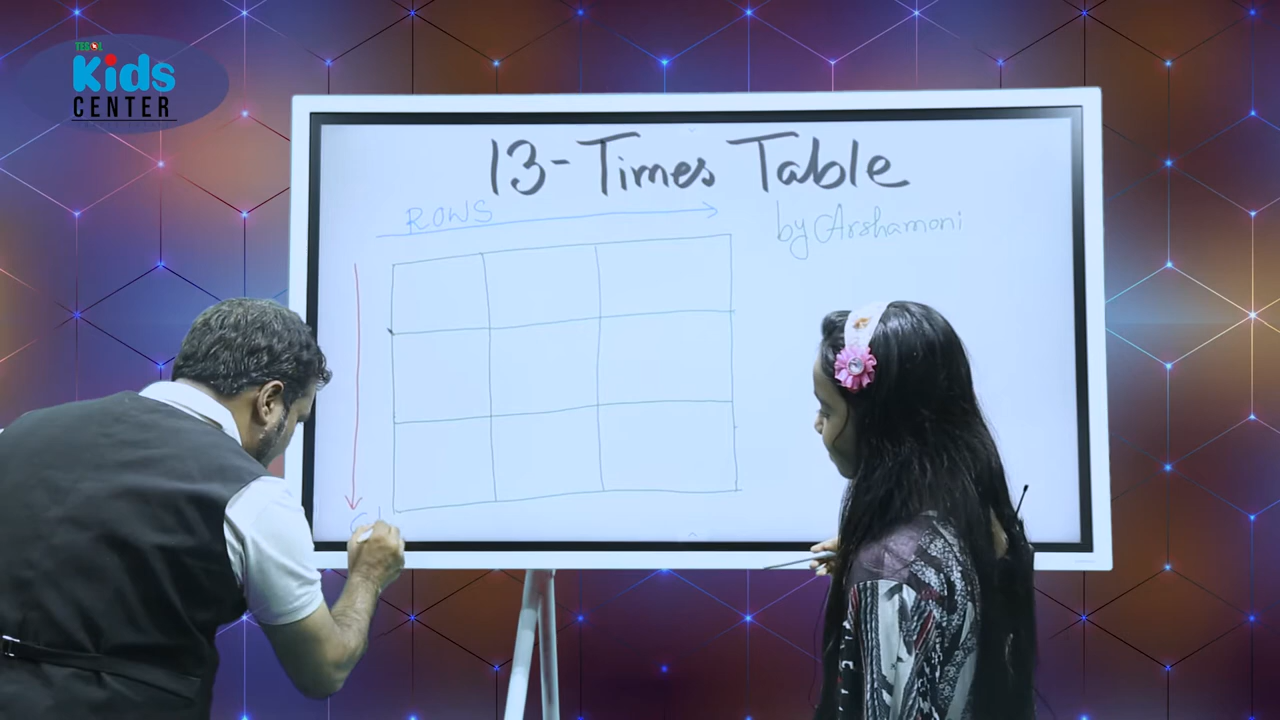 TESOL
Kids
CENTER
13-Times Table
ROWS
by Arshamoni